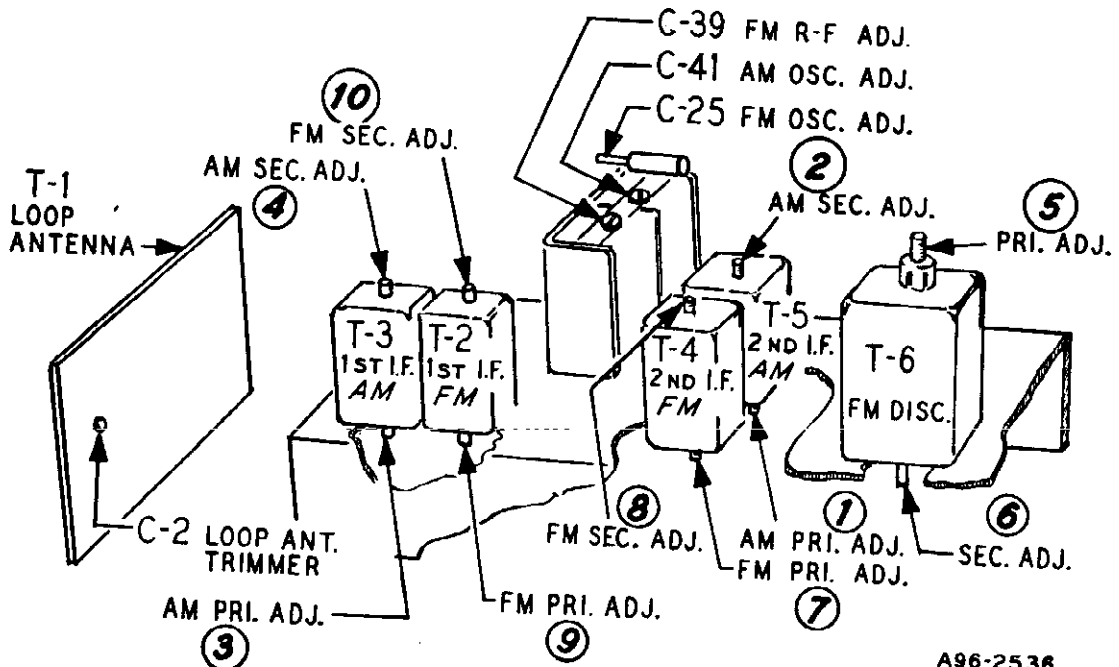 C-39 FM R-F ADJ.
C-41 AM OSC. ADJ.
C-25 FM OSC. ADJ.
10
FM SEC. ADJ.
AM SEC. ADJ.
4
T-1
LOOP
ANTENNA
2
AM SEC. ADJ.
5
PRI. ADJ.
T-3
1ST I.F.
AM
T-2
1ST I.F.
FM
T-4
2ND I.F.
FM
T-5
2ND I.F.
AM
T-6
FM DISC.
C-2 LOOP ANT.
TRIMMER
8
FM SEC. ADJ.
1
AM PRI. ADJ.
FM PRI. ADJ.
7
6
SEC. ADJ.
AM PRI. ADJ.
3
FM PRI. ADJ.
9
A96-2536